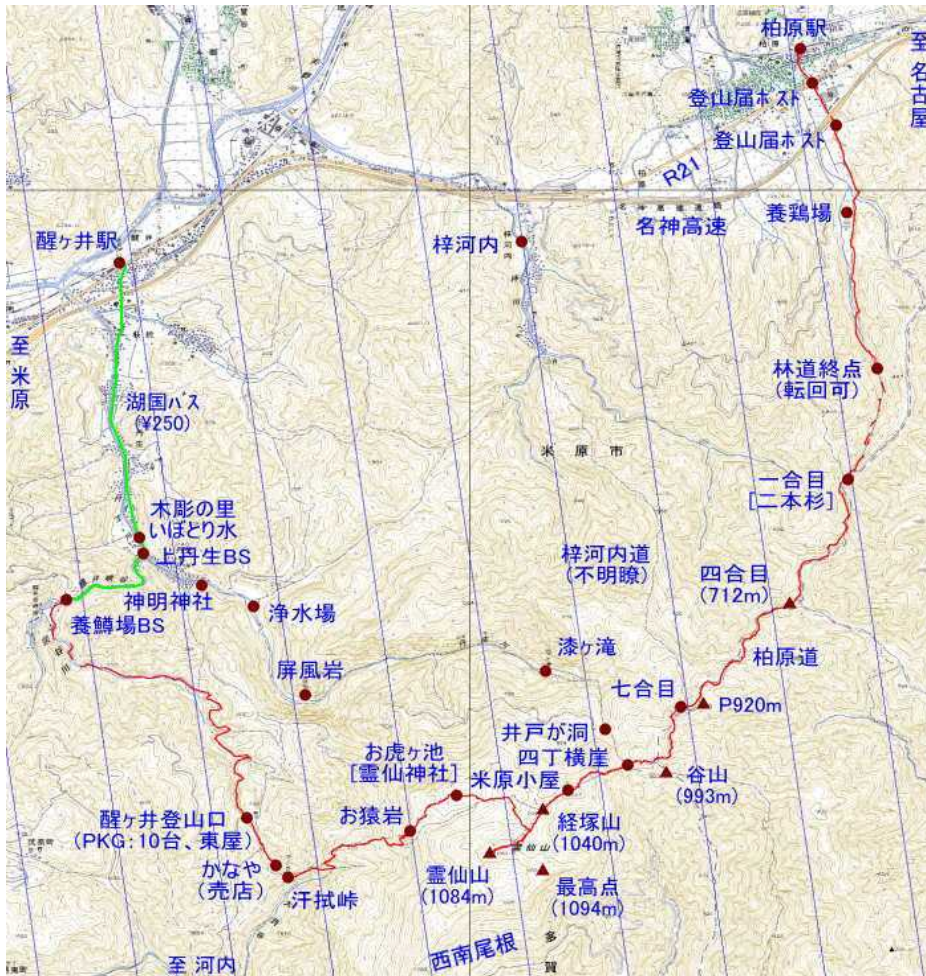 柏原駅
至名古屋
登山届ポスト
登山届ポスト
R21
名神高速道路
養鶏場
名神高速
醒ヶ井駅
梓河内
至米原
林道終点
(転回可)
湖国バス
(¥250)
米原市
一合目
[二本杉]
木彫の里
いぼとり水
上丹生BS
梓河内道
(不明瞭)
四合目
(712m)
神明神社
養鱒場BS
浄水場
柏原道
漆ヶ滝
屏風岩
七合目
P920m
井戸が洞
お虎ヶ池
[霊仙神社]
四丁横崖
米原小屋
谷山
(993m)
お猿岩
醒ヶ井登山口
(PKG:10台、東屋)
経塚山
(1040m)
霊仙山
かなや
(売店)
霊仙山
(1084m)
最高点
(1094m)
汗拭峠
西南尾根
多賀
至 河内